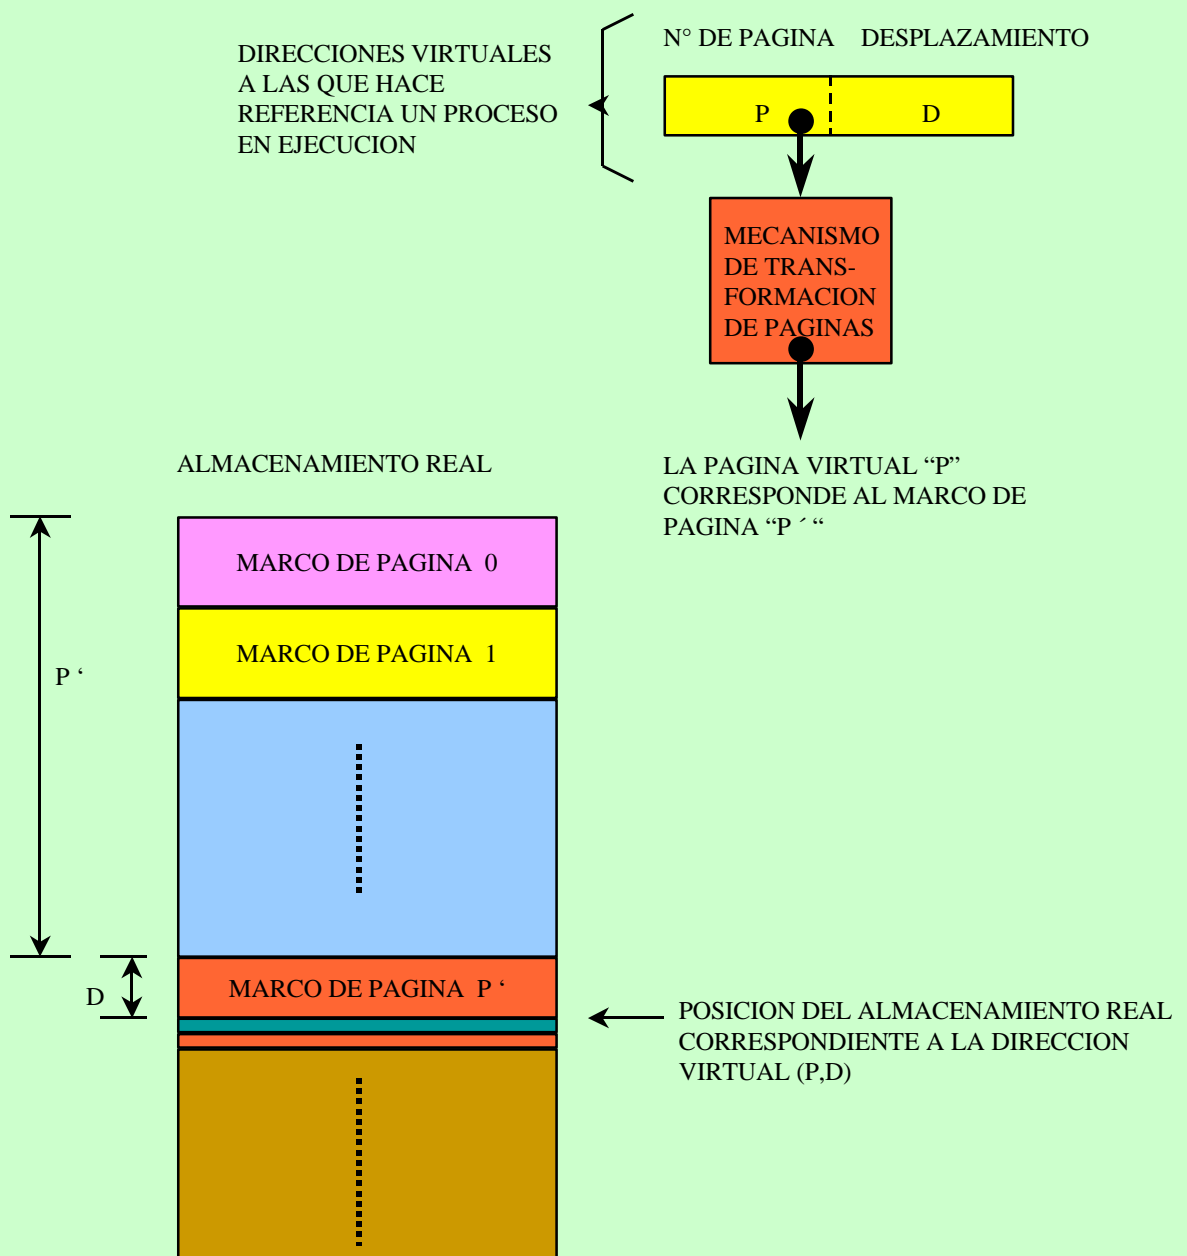 DIRECCIONES VIRTUALES
A LAS QUE HACE
REFERENCIA UN PROCESO
EN EJECUCION
N° DE PAGINA DESPLAZAMIENTO
P D
MECANISMO
DE TRANS-
FORMACION
DE PAGINAS
LA PAGINA VIRTUAL “P”
CORRESPONDE AL MARCO DE
PAGINA “P ´ “
ALMACENAMIENTO REAL
MARCO DE PAGINA 0
MARCO DE PAGINA 1
P ‘
MARCO DE PAGINA P ‘
D
POSICION DEL ALMACENAMIENTO REAL
CORRESPONDIENTE A LA DIRECCION
VIRTUAL (P,D)